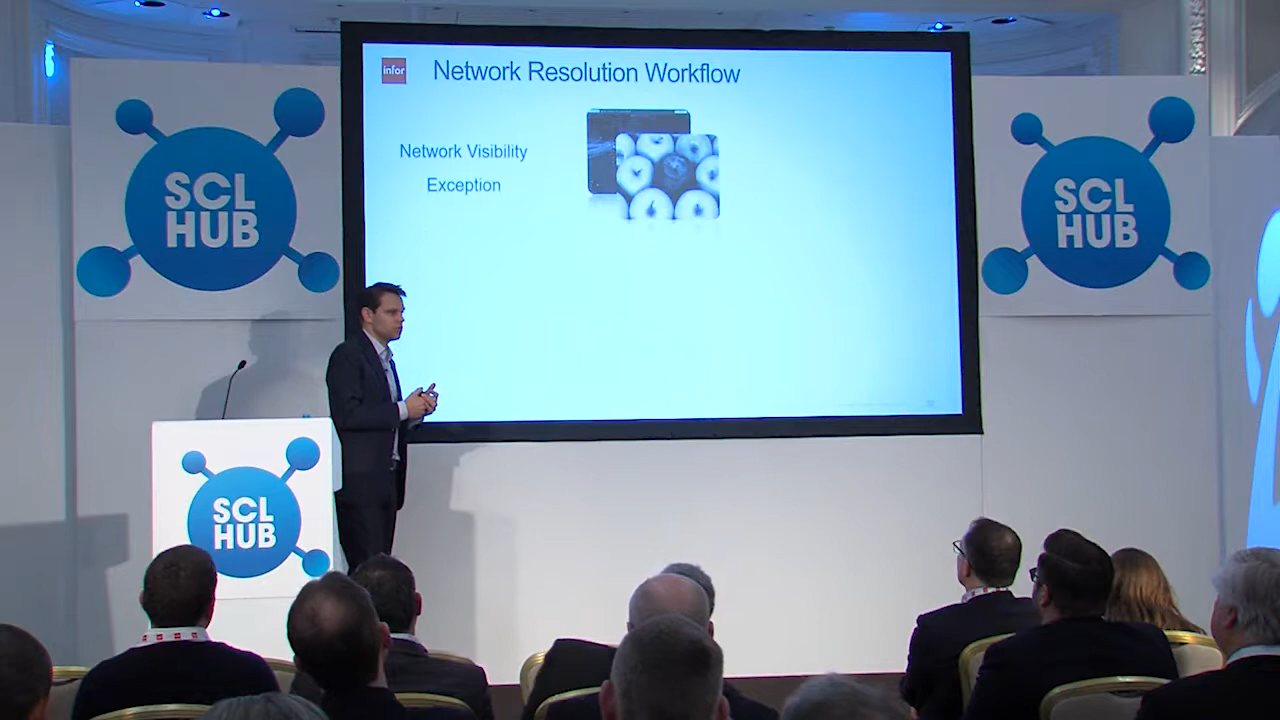 infor
Network Resolution Workflow
Network Visibility
Exception
SCL
HUB
SCL
HUB
SCL
HUB